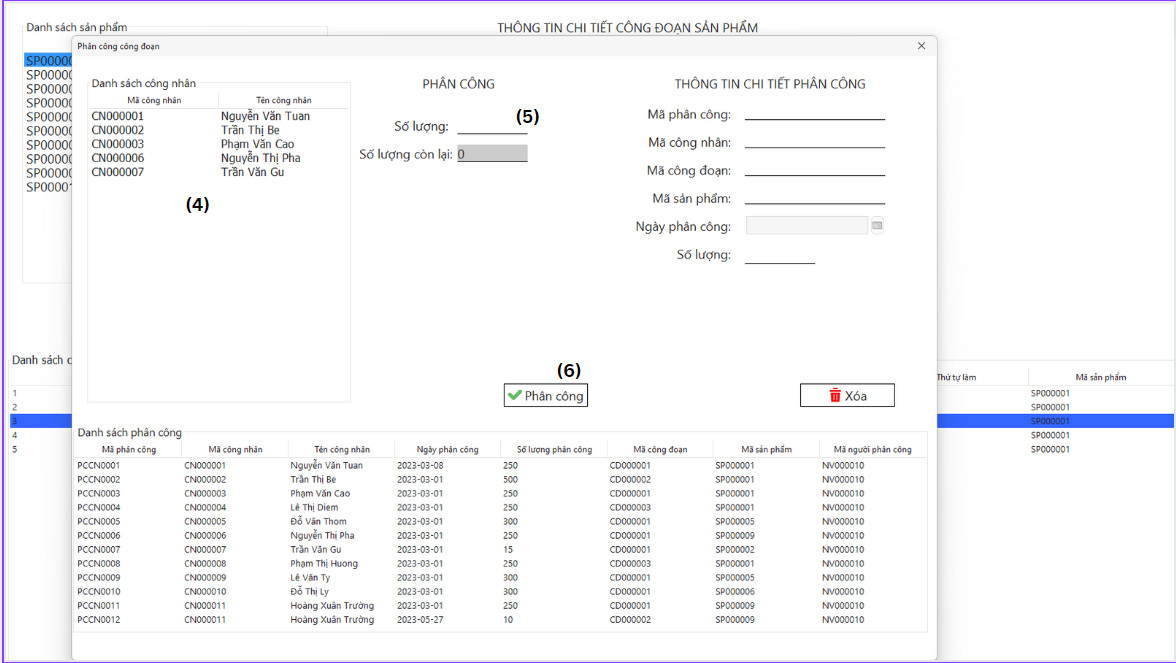 Danh sách sản phẩm
THÔNG TIN CHI TIẾT CÔNG ĐOẠN SẢN PHẨM
Phân công công đoạn
Danh sách công nhân
Mã công nhân Tên công nhân
CN000001 Nguyễn Văn Tuan
CN000002 Trần Thị Be
CN000003 Phạm Văn Cao
CN000006 Nguyễn Thị Pha
CN000007 Trần Văn Gu
(4)
PHÂN CÔNG
(5)
Số lượng:
Số lượng còn lại: 0
THÔNG TIN CHI TIẾT PHÂN CÔNG
Mã phân công:
Mã công nhân:
Mã công đoạn:
Mã sản phẩm:
Ngày phân công:
Số lượng:
(6)
Phân công
Xóa
Danh sách phân công
Mã phân công Mã công nhân Tên công nhân Ngày phân công Số lượng phân công Mã công đoạn Mã sản phẩm Mã người phân công
PCCN0001 CN000001 Nguyễn Văn Tuan 2023-03-08 250 CD000001 SP000001 NV000010
PCCN0002 CN000002 Trần Thị Be 2023-03-01 500 CD000002 SP000001 NV000010
PCCN0003 CN000003 Phạm Văn Cao 2023-03-01 250 CD000001 SP000001 NV000010
PCCN0004 CN000004 Lê Thị Diem 2023-03-01 250 CD000003 SP000001 NV000010
PCCN0005 CN000005 Đỗ Văn Thom 2023-03-01 300 CD000001 SP000005 NV000010
PCCN0006 CN000006 Nguyễn Thị Pha 2023-03-01 250 CD000001 SP000009 NV000010
PCCN0007 CN000007 Trần Văn Gu 2023-03-01 15 CD000001 SP000002 NV000010
PCCN0008 CN000008 Phạm Thị Huong 2023-03-01 250 CD000003 SP000001 NV000010
PCCN0009 CN000009 Lê Văn Ty 2023-03-01 300 CD000001 SP000005 NV000010
PCCN0010 CN000010 Đỗ Thị Ly 2023-03-01 300 CD000001 SP000006 NV000010
PCCN0011 CN000011 Hoàng Xuân Trường 2023-03-01 250 CD000001 SP000009 NV000010
PCCN0012 CN000011 Hoàng Xuân Trường 2023-05-27 10 CD000002 SP000009 NV000010
Danh sách
Thứ tự làm Mã sản phẩm
1 SP000001
2 SP000001
3 SP000001
4 SP000001
5 SP000001